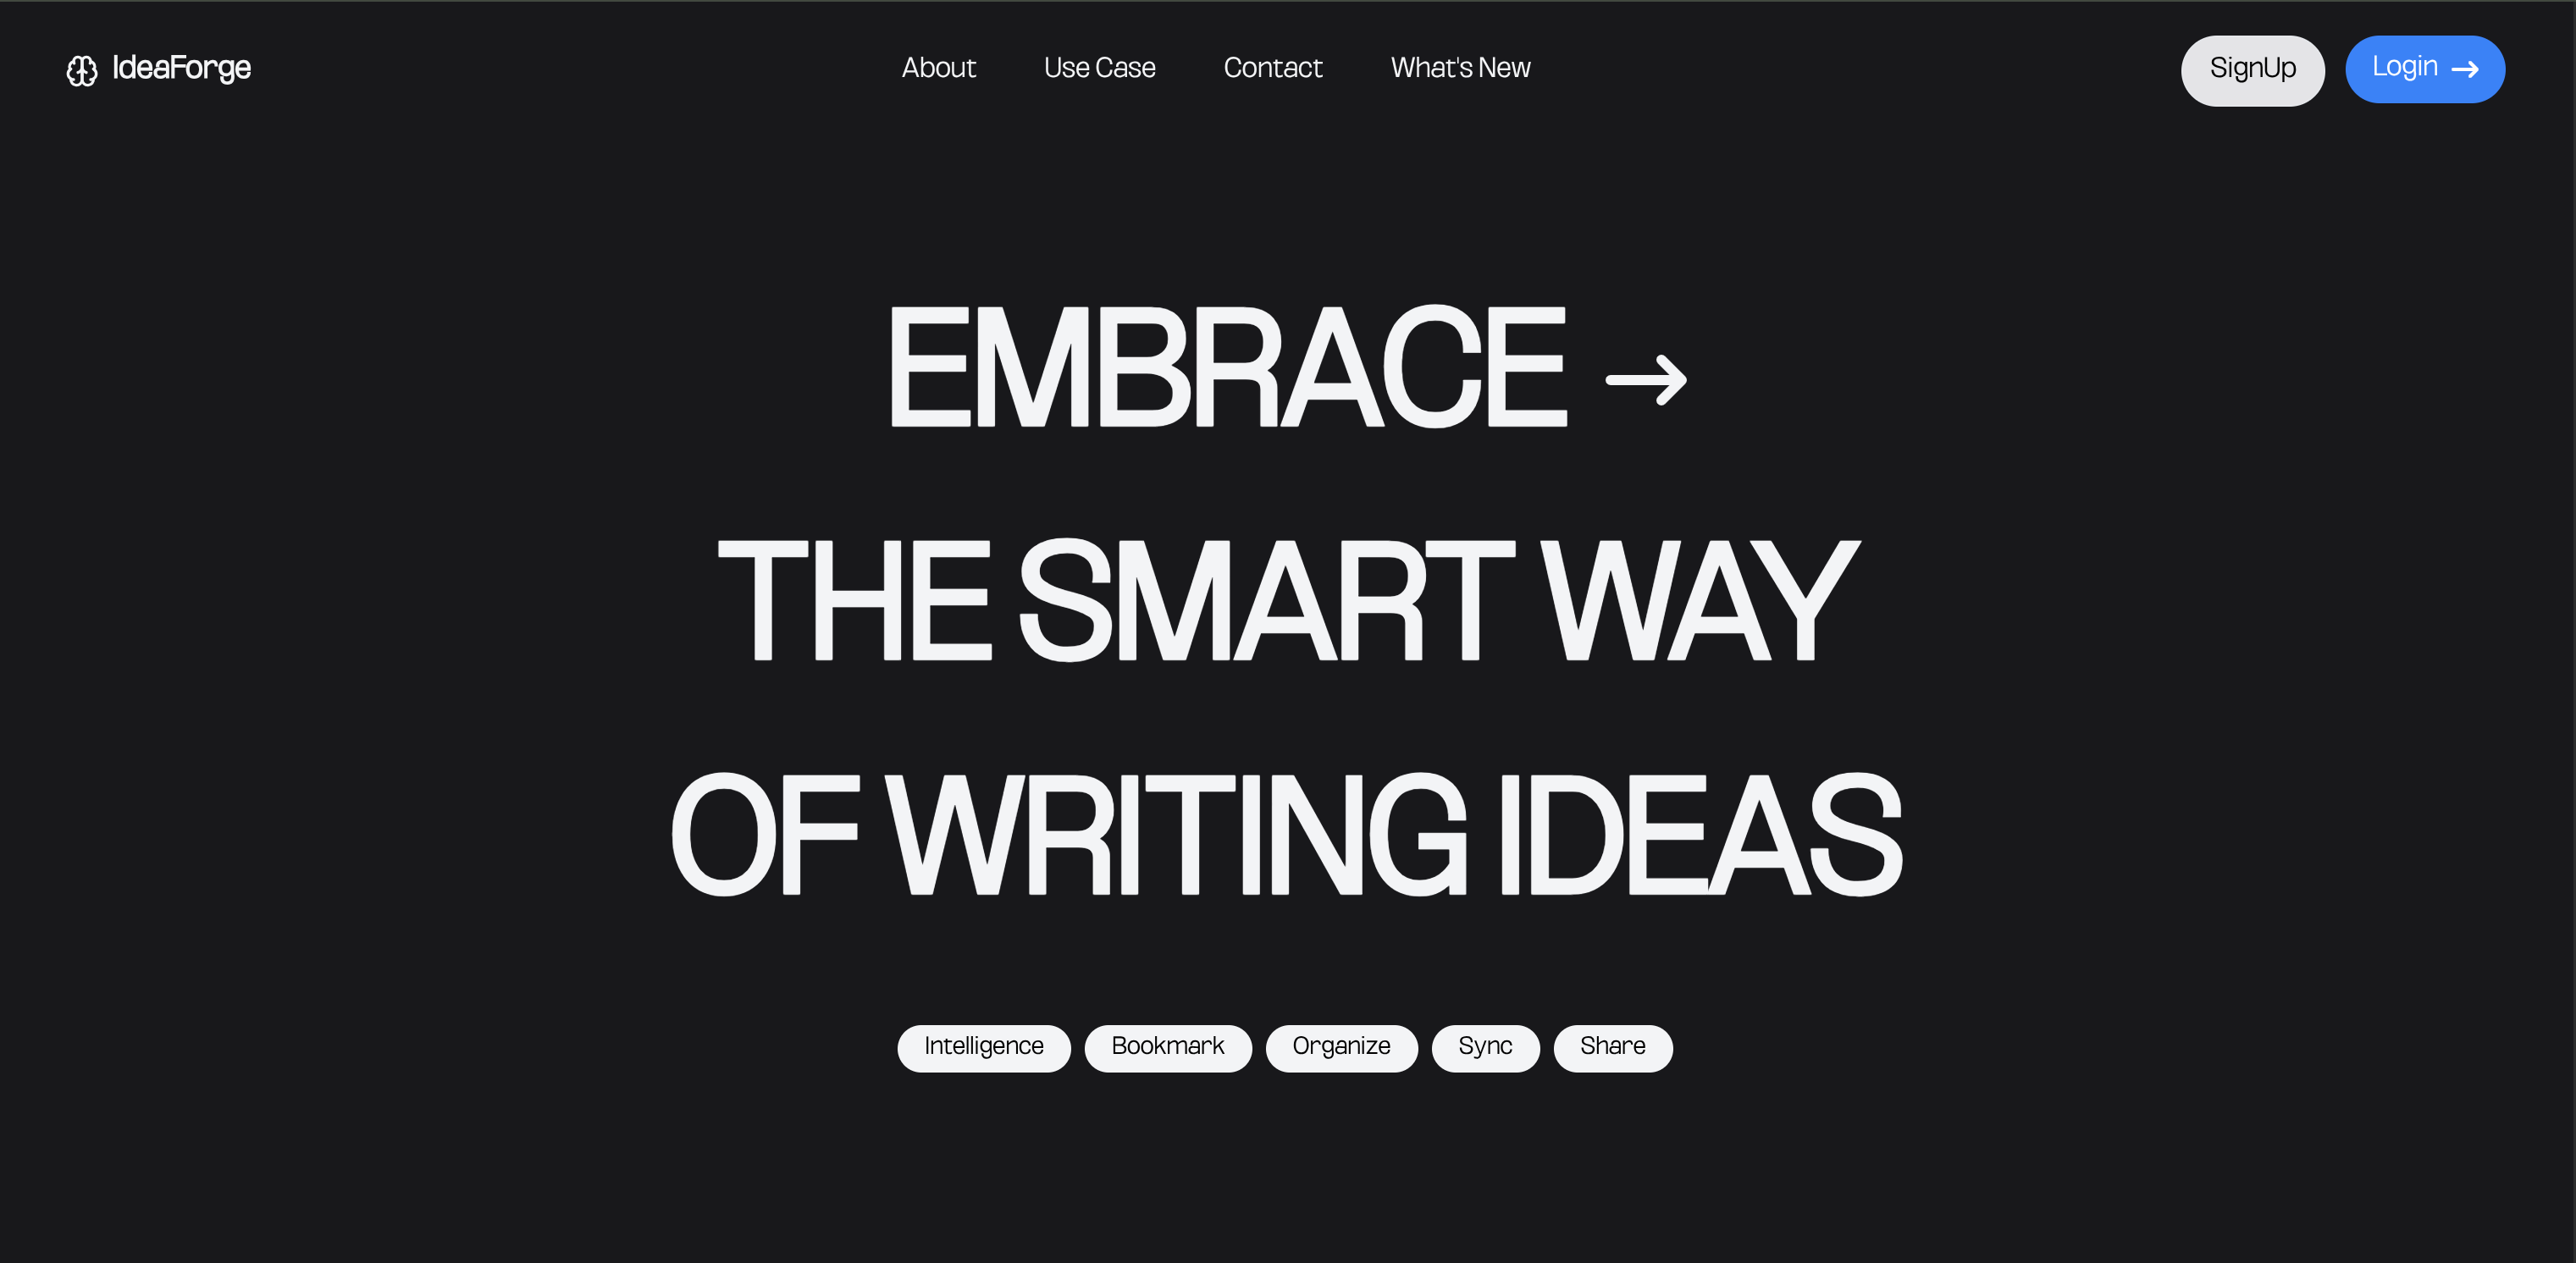 IdeaForge About Use Case Contact What's New SignUp Login →
EMBRACE →
THE SMART WAY
OF WRITING IDEAS
Intelligence Bookmark Organize Sync Share